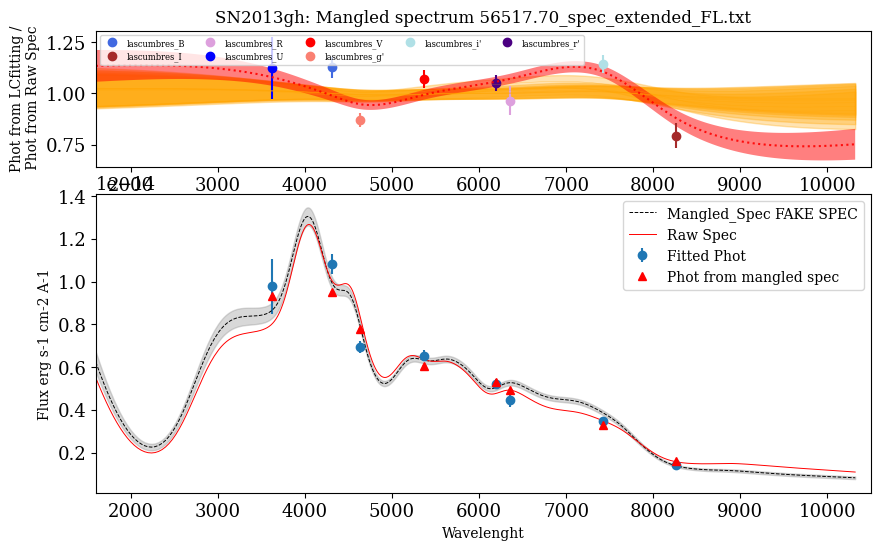 SN2013gh: Mangled spectrum 56517.70_spec_extended_FL.txt
Phot from LCfitting /
Phot from Raw Spec
1.25
1.00
0.75
lascumbres_B
lascumbres_R
lascumbres_V
lascumbres_i'
lascumbres_r'
lascumbres_I
lascumbres_U
lascumbres_g'
2000 3000 4000 5000 6000 7000 8000 9000 10000
Flux erg s-1 cm-2 A-1
1.4
1.2
1.0
0.8
0.6
0.4
0.2
Mangled_Spec FAKE SPEC
Raw Spec
Fitted Phot
Phot from mangled spec
2000 3000 4000 5000 6000 7000 8000 9000 10000
Wavelenght